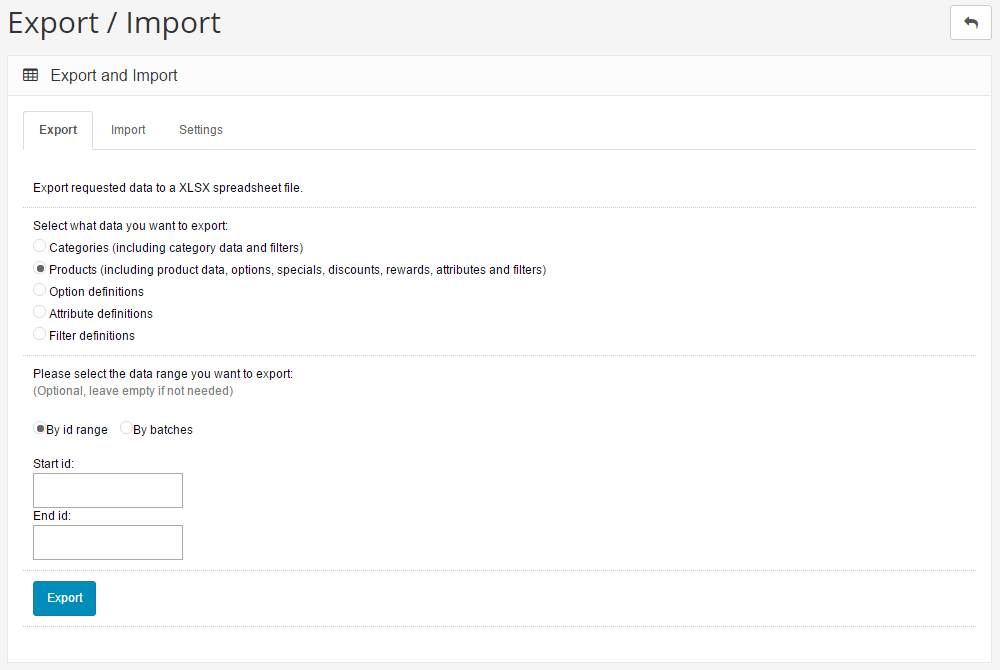 Export / Import
Export and Import
Export Import Settings
Export requested data to a XLSX spreadsheet file.
Select what data you want to export:
Categories (including category data and filters)
Products (including product data, options, specials, discounts, rewards, attributes and filters)
Option definitions
Attribute definitions
Filter definitions
Please select the data range you want to export:
(Optional, leave empty if not needed)
By id range By batches
Start id:
End id:
Export